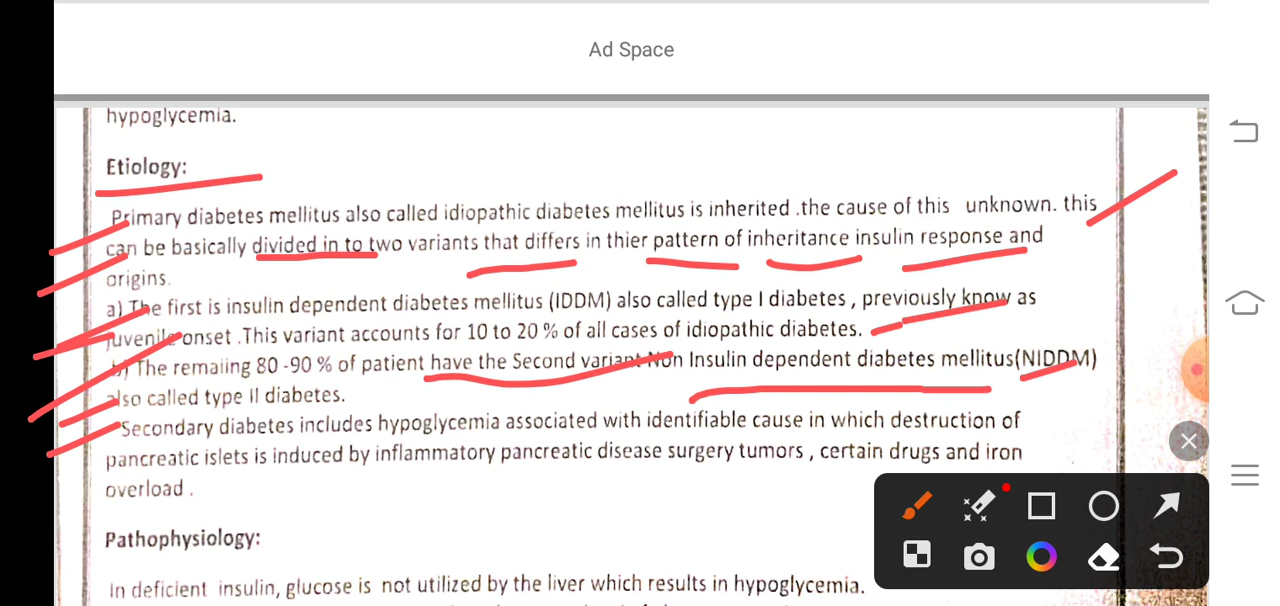 Ad Space
hypoglycemia.
Etiology:
Primary diabetes mellitus also called idiopathic diabetes mellitus is inherited .the cause of this unknown. this
can be basically divided in to two variants that differs in thier pattern of inheritance insulin response and
origins.
a) The first is insulin dependent diabetes mellitus (IDDM) also called type I diabetes , previously know as
juvenile onset .This variant accounts for 10 to 20 % of all cases of idiopathic diabetes.
b) The remaiing 80 -90 % of patient have the Second variant Non Insulin dependent diabetes mellitus(NIDDM)
also called type II diabetes.
Secondary diabetes includes hypoglycemia associated with identifiable cause in which destruction of
pancreatic islets is induced by inflammatory pancreatic disease surgery tumors , certain drugs and iron
overload .
Pathophysiology:
In deficient insulin, glucose is not utilized by the liver which results in hypoglycemia.